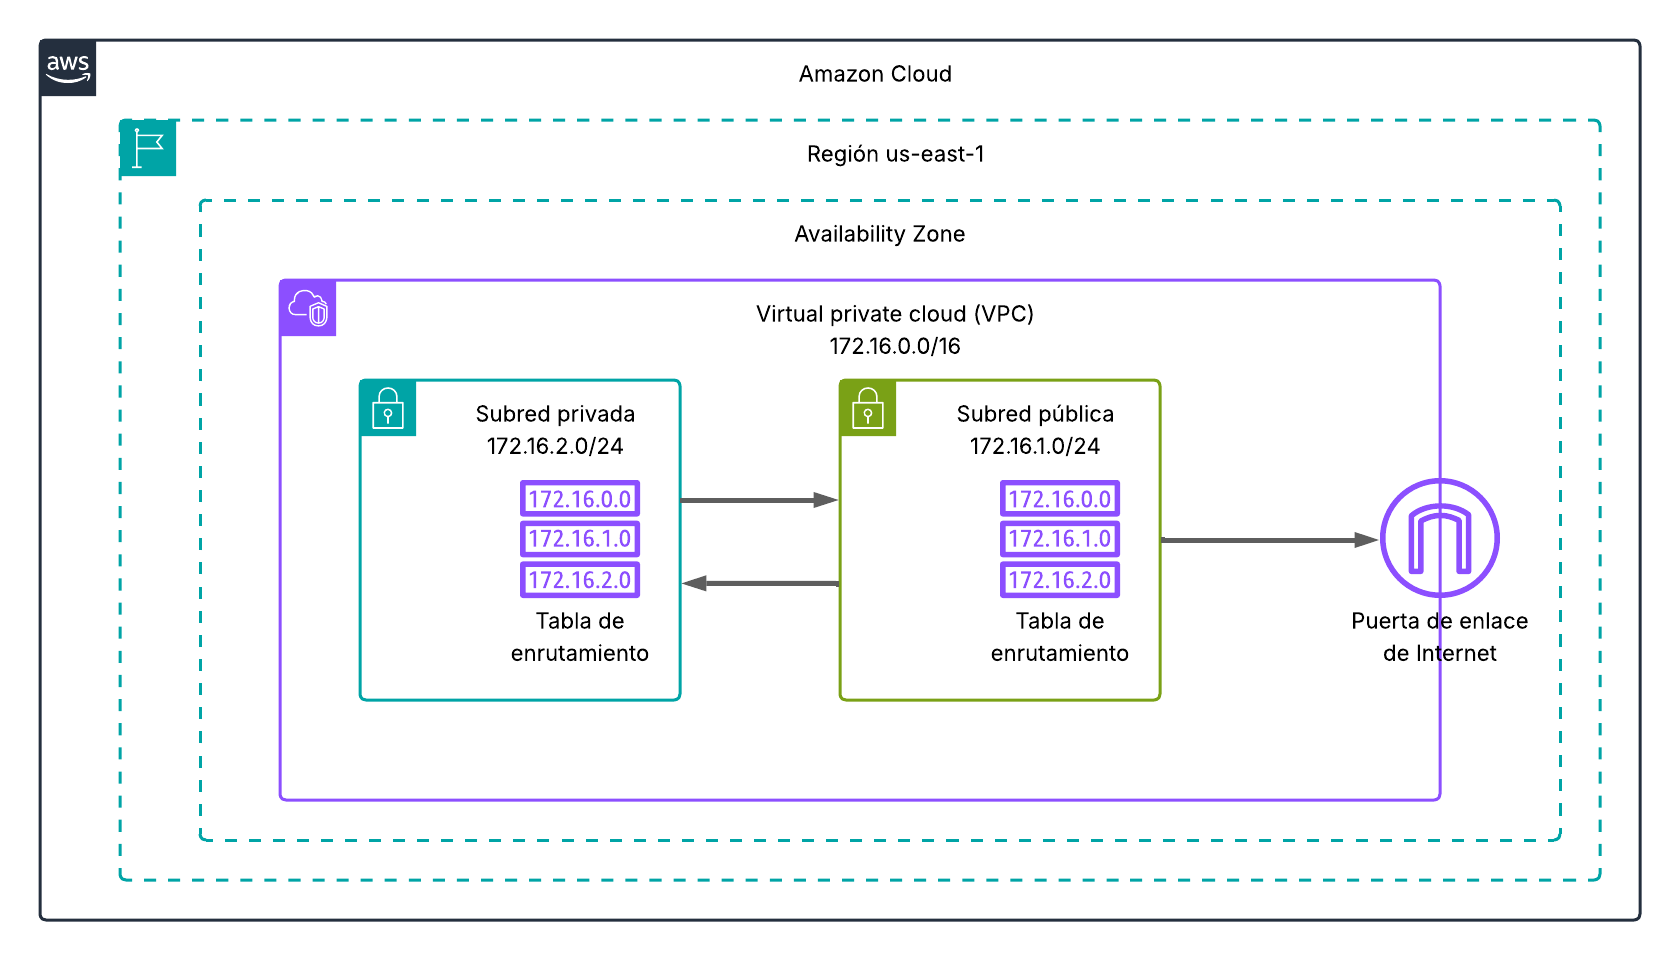 aws
Amazon Cloud
Región us-east-1
Availability Zone
Virtual private cloud (VPC)
172.16.0.0/16
Subred privada
172.16.2.0/24
172.16.0.0
172.16.1.0
172.16.2.0
Tabla de
enrutamiento
Subred pública
172.16.1.0/24
172.16.0.0
172.16.1.0
172.16.2.0
Tabla de
enrutamiento
Puerta de enlace
de Internet